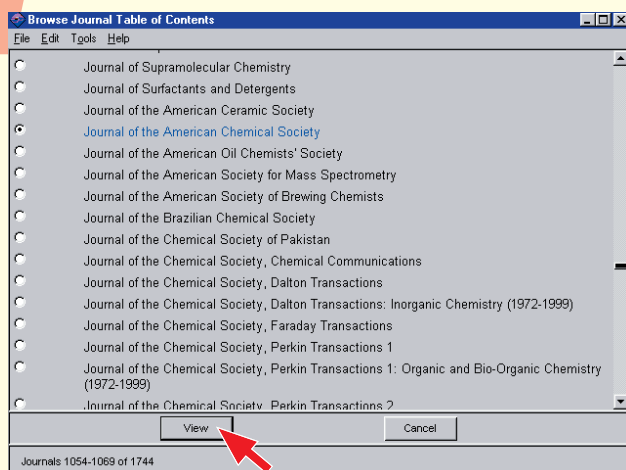 Browse Journal Table of Contents
File Edit Tools Help
Journal of Supramolecular Chemistry
Journal of Surfactants and Detergents
Journal of the American Ceramic Society
Journal of the American Chemical Society
Journal of the American Oil Chemists' Society
Journal of the American Society for Mass Spectrometry
Journal of the American Society of Brewing Chemists
Journal of the Brazilian Chemical Society
Journal of the Chemical Society of Pakistan
Journal of the Chemical Society, Chemical Communications
Journal of the Chemical Society, Dalton Transactions
Journal of the Chemical Society, Dalton Transactions: Inorganic Chemistry (1972-1999)
Journal of the Chemical Society, Faraday Transactions
Journal of the Chemical Society, Perkin Transactions 1
Journal of the Chemical Society, Perkin Transactions 1: Organic and Bio-Organic Chemistry
(1972-1999)
Journal of the Chemical Society, Perkin Transactions 2
View Cancel
Journals 1054-1069 of 1744